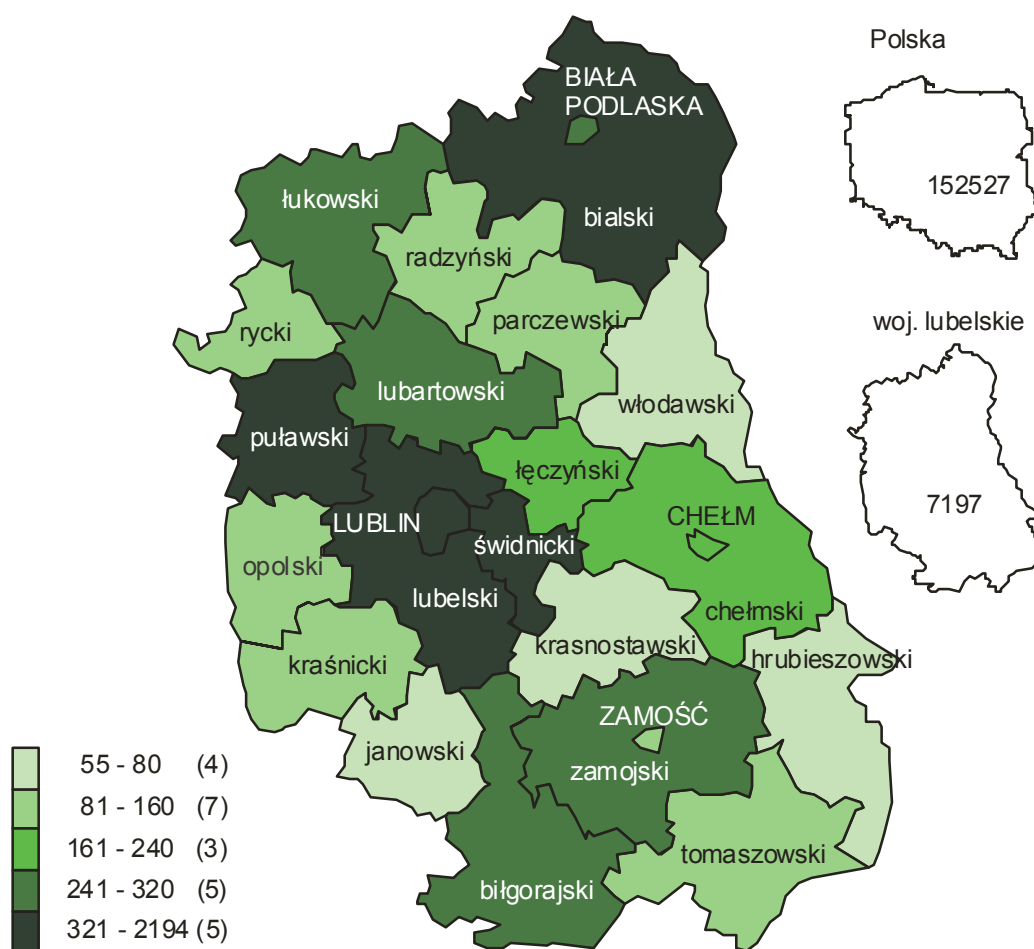 Polska
152527
woj. lubelskie
7197
BIAŁA
PODLASKA
łukowski
bialski
radzyński
rycki
parczewski
lubartowski
włodawski
puławski
łęczyński
LUBLIN
CHEŁM
świdnicki
opolski
lubelski
chełmski
krasnostawski
hrubieszowski
kraśnicki
ZAMOŚĆ
janowski
zamojski
tomaszowski
biłgorajski
55 - 80 (4)
81 - 160 (7)
161 - 240 (3)
241 - 320 (5)
321 - 2194 (5)